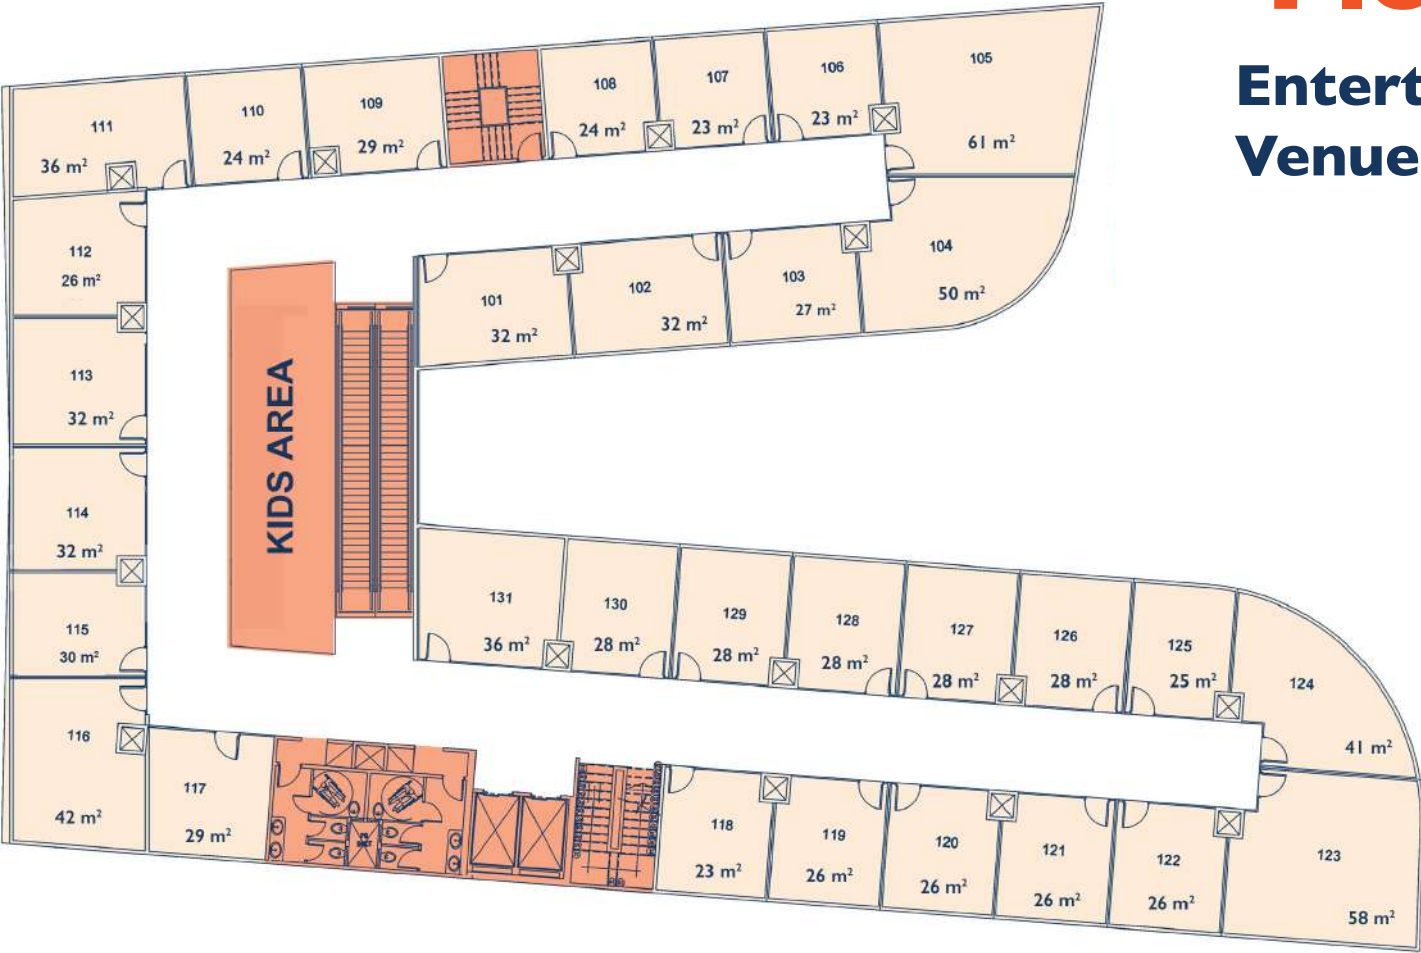 Entert
Venue
105
61 m²
106
23 m²
107
23 m²
108
24 m²
109
29 m²
110
24 m²
111
36 m²
112
26 m²
104
50 m²
103
27 m²
102
32 m²
101
32 m²
113
32 m²
KIDS AREA
114
32 m²
115
30 m²
131
36 m²
130
28 m²
129
28 m²
128
28 m²
127
28 m²
126
28 m²
125
25 m²
124
41 m²
116
42 m²
117
29 m²
118
23 m²
119
26 m²
120
26 m²
121
26 m²
122
26 m²
123
58 m²